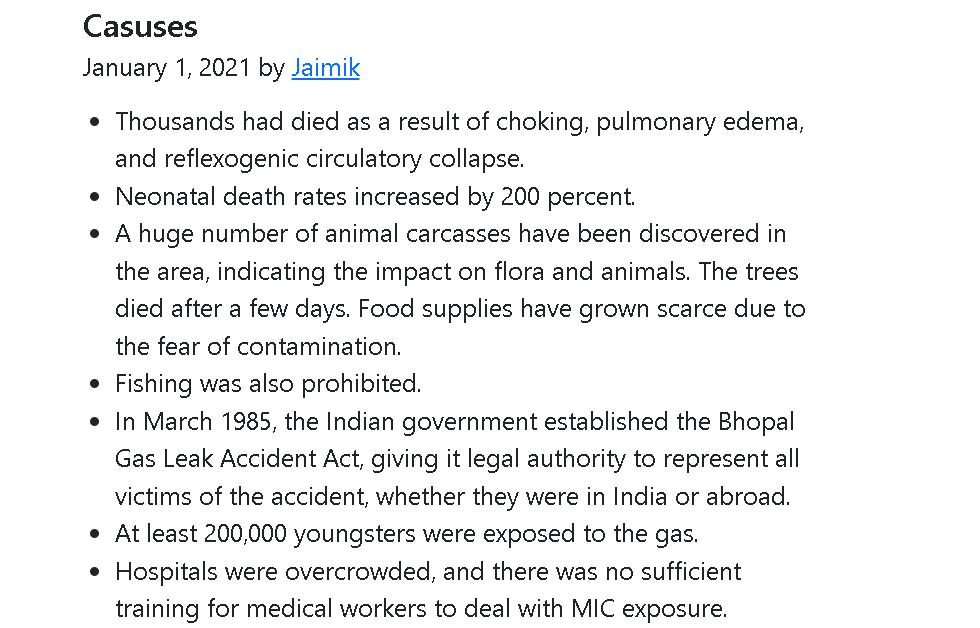 Casuses
January 1, 2021 by Jaimik
• Thousands had died as a result of choking, pulmonary edema,
and reflexogenic circulatory collapse.
• Neonatal death rates increased by 200 percent.
• A huge number of animal carcasses have been discovered in
the area, indicating the impact on flora and animals. The trees
died after a few days. Food supplies have grown scarce due to
the fear of contamination.
• Fishing was also prohibited.
• In March 1985, the Indian government established the Bhopal
Gas Leak Accident Act, giving it legal authority to represent all
victims of the accident, whether they were in India or abroad.
• At least 200,000 youngsters were exposed to the gas.
• Hospitals were overcrowded, and there was no sufficient
training for medical workers to deal with MIC exposure.